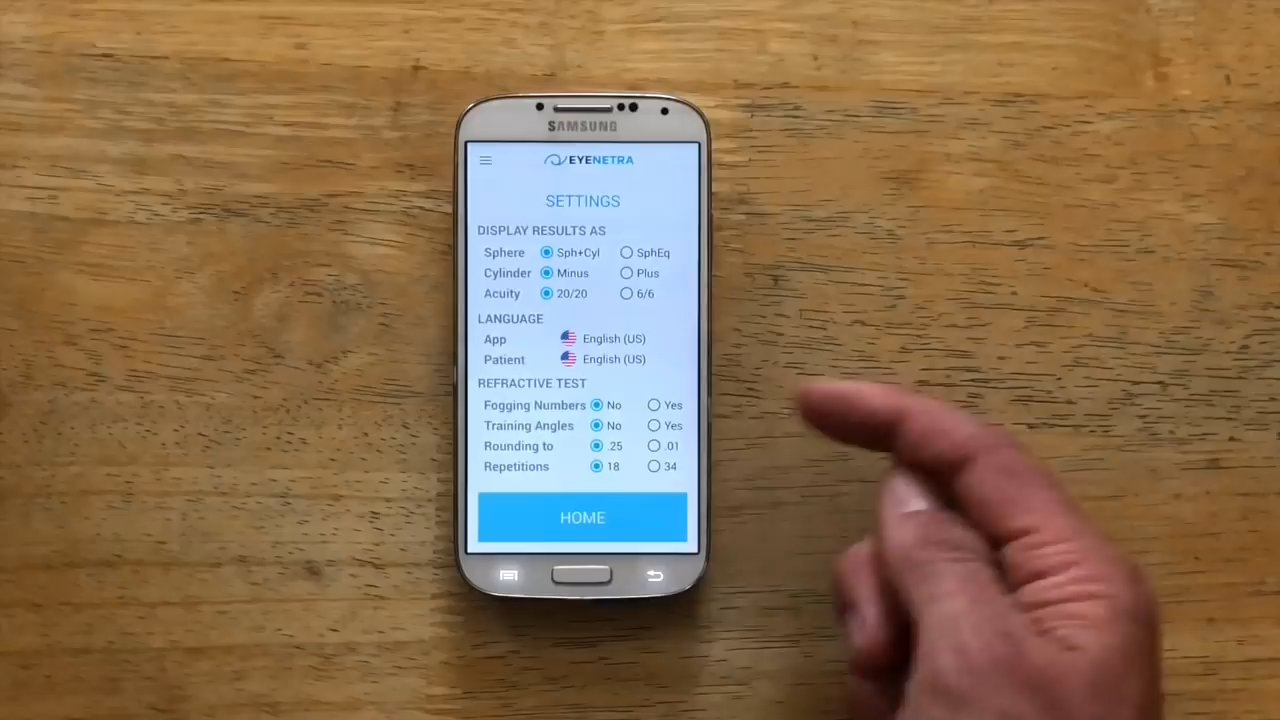 SAMSUNG
EYENETRA
SETTINGS
DISPLAY RESULTS AS
Sphere Sph+Cyl SphEq
Cylinder Minus Plus
Acuity 20/20 6/6
LANGUAGE
App English (US)
Patient English (US)
REFRACTIVE TEST
Fogging Numbers No Yes
Training Angles No Yes
Rounding to .25 .01
Repetitions 18 34
HOME